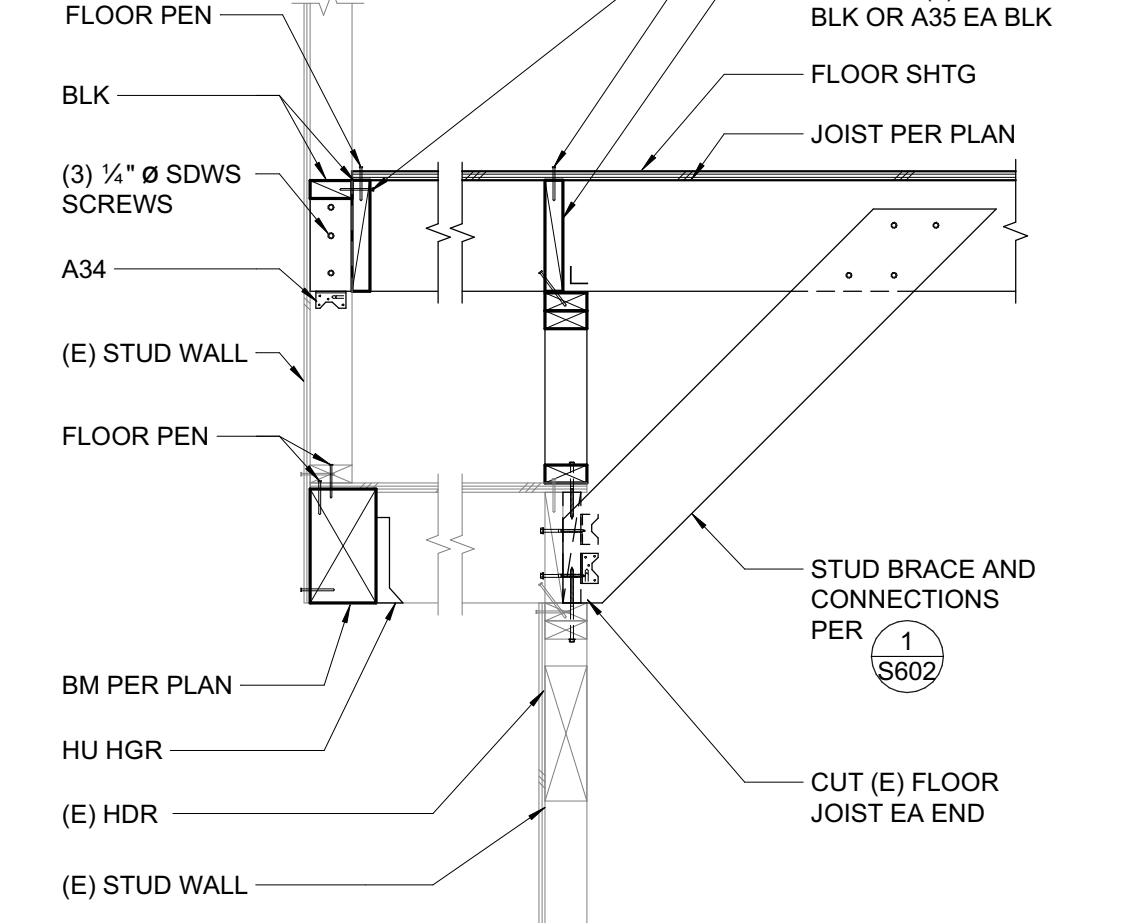 FLOOR PEN
BLK
(3) ¼" Ø SDWS
SCREWS
A34
(E) STUD WALL
FLOOR PEN
BM PER PLAN
HU HGR
(E) HDR
(E) STUD WALL
BLK OR A35 EA BLK
FLOOR SHTG
JOIST PER PLAN
STUD BRACE AND
CONNECTIONS
PER
1
S602
CUT (E) FLOOR
JOIST EA END